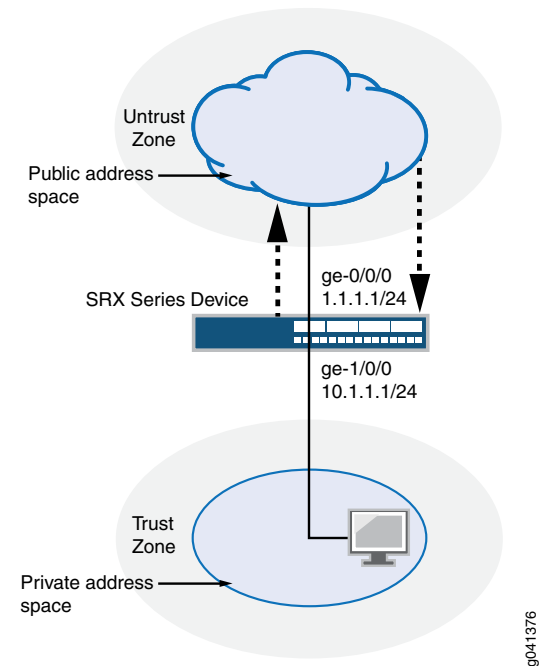 Untrust
Zone
Public address
space
ge-0/0/0
SRX Series Device
1.1.1.1/24
ge-1/0/0
10.1.1.1/24
Trust
Zone
Private address
space
g041376